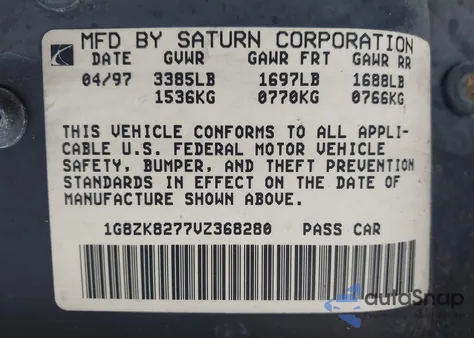 MFD BY SATURN CORPORATION
DATE GVWR GAWR FRT GAWR RR
04/97 3385LB 1697LB 1688LB
1536KG 0770KG 0766KG
THIS VEHICLE CONFORMS TO ALL APPLI-
CABLE U.S. FEDERAL MOTOR VEHICLE
SAFETY, BUMPER, AND THEFT PREVENTION
STANDARDS IN EFFECT ON THE DATE OF
MANUFACTURE SHOWN ABOVE.
1G8ZK8277VZ368280 PASS CAR
autoSnap